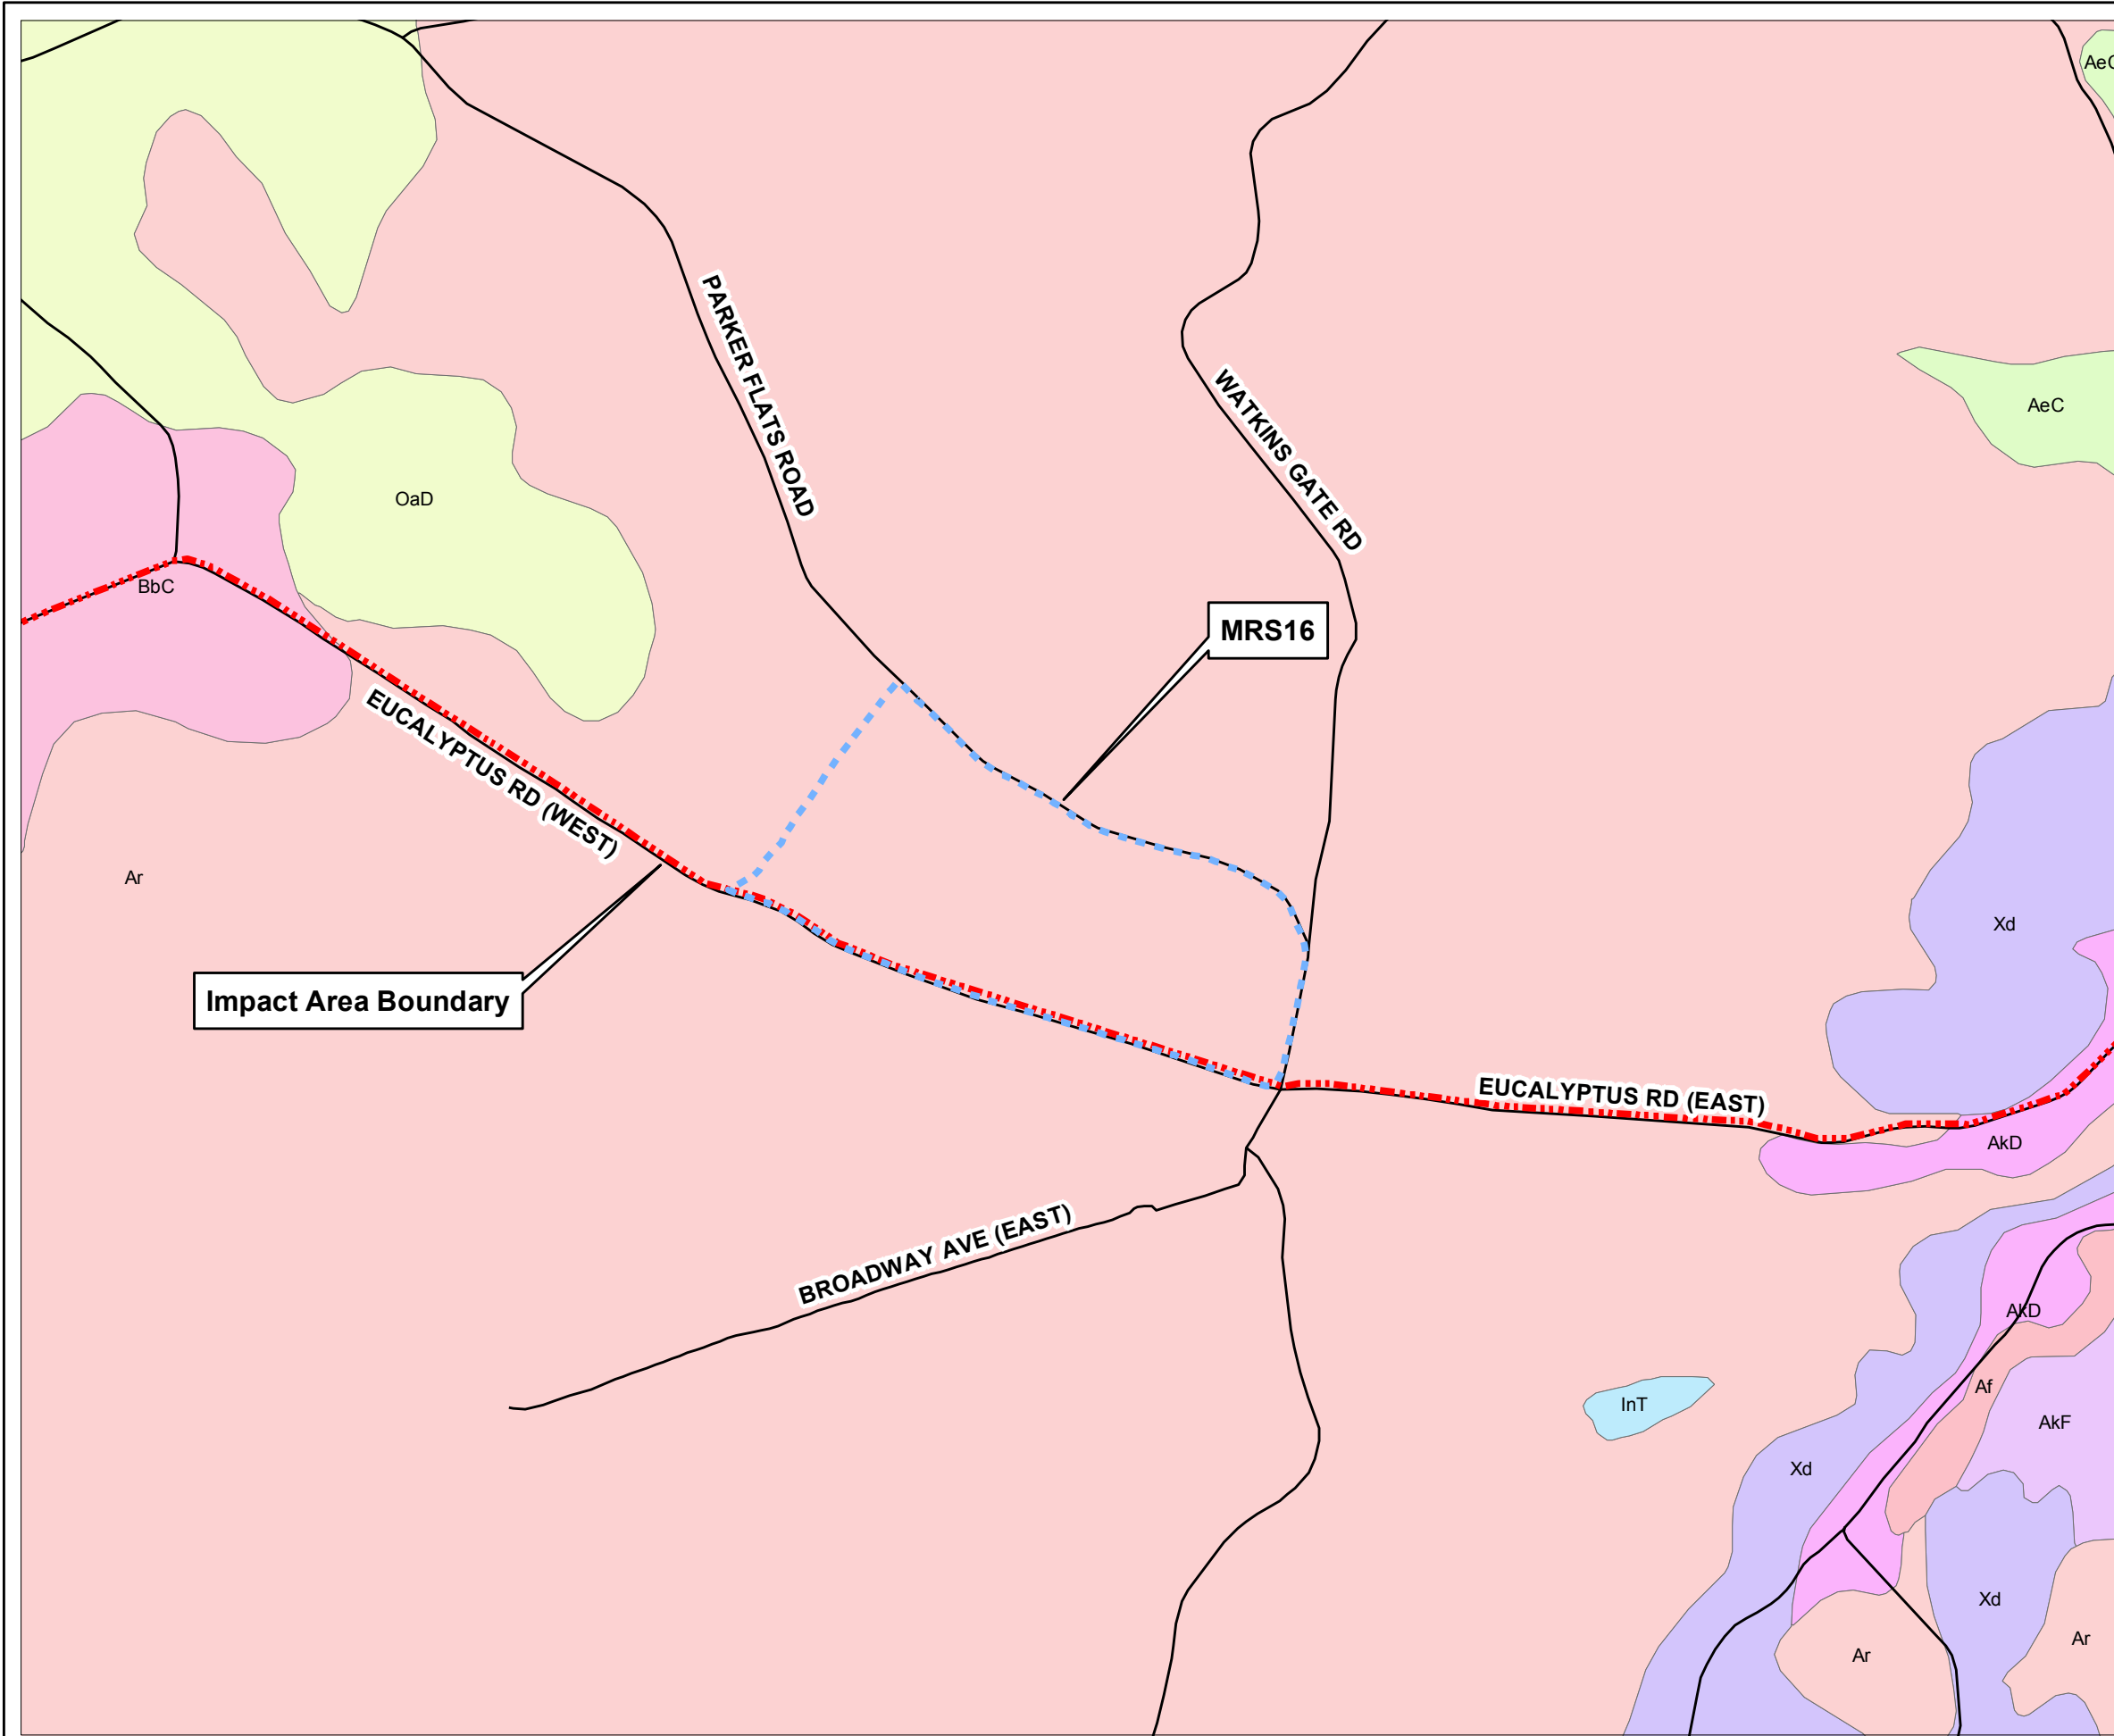 AeC
PARKER FLATS ROAD
WATKINS GATE RD
AeC
OaD
BbC
MRS16
EUCALYPTUS RD (WEST)
Ar
Xd
Impact Area Boundary
EUCALYPTUS RD (EAST)
AkD
BROADWAY AVE (EAST)
AkD
Af
InT
AkF
Xd
Xd
Ar
Ar